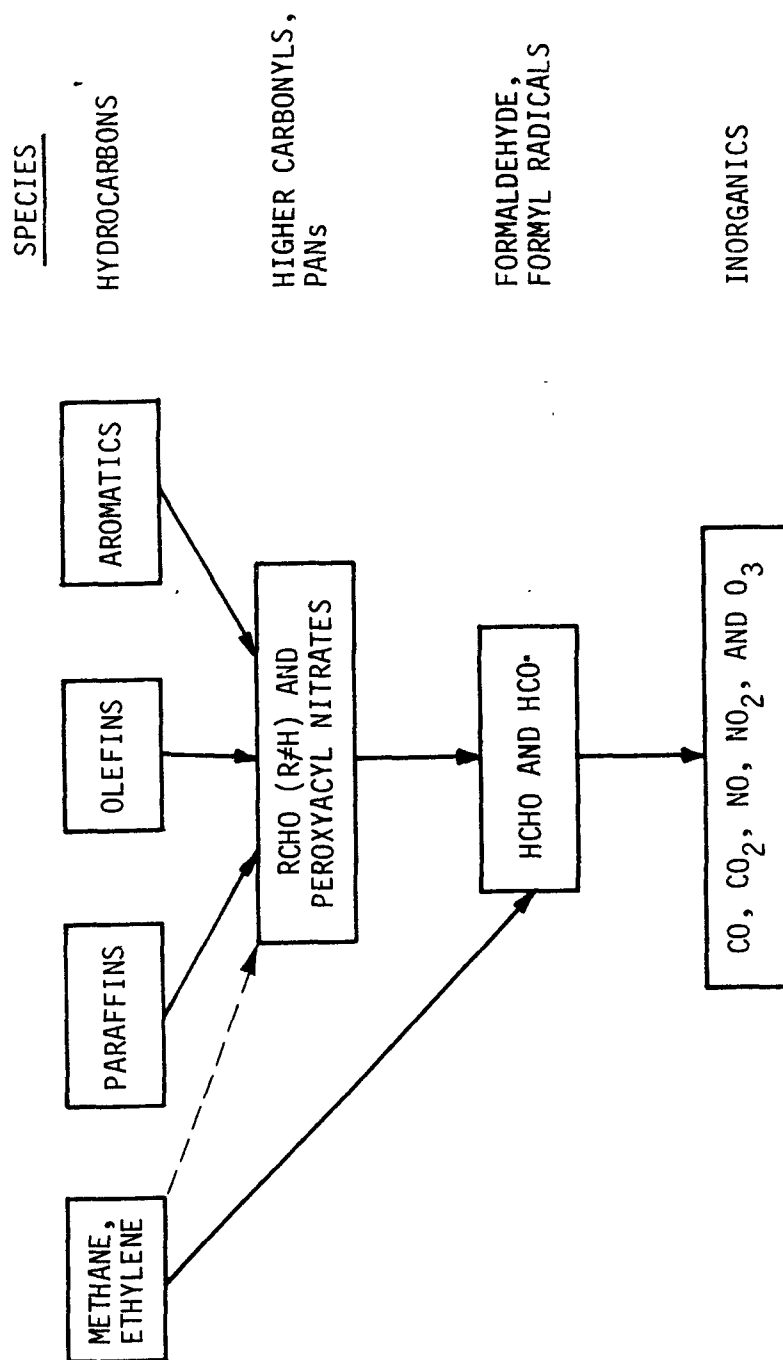 SPECIES
METHANE,
ETHYLENE
PARAFFINS
OLEFINS
AROMATICS
HYDROCARBONS
RCHO (R≠H) AND
PEROXYACYL NITRATES
HIGHER CARBONYLS,
PANs
HCHO AND HCO·
FORMALDEHYDE,
FORMYL RADICALS
CO, CO₂, NO, NO₂, AND O₃
INORGANICS